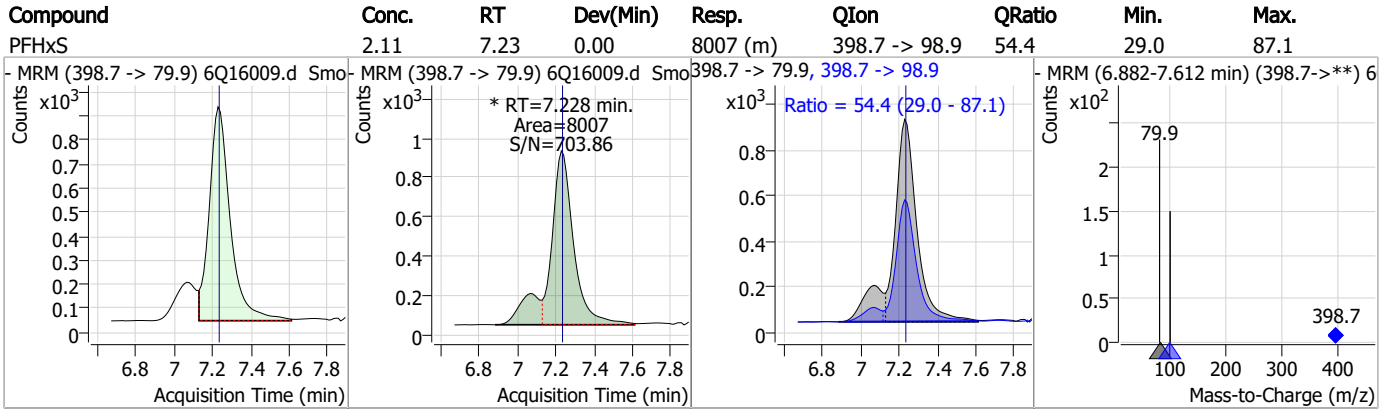 Compound Conc. RT Dev(Min) Resp. QIon QRatio Min. Max.
PFHxS 2.11 7.23 0.00 8007 (m) 398.7 -> 98.9 54.4 29.0 87.1
- MRM (398.7 -> 79.9) 6Q16009.d Smo
Counts
x10³
0.8
0.7
0.6
0.5
0.4
0.3
0.2
0.1
0
6.8 7 7.2 7.4 7.6 7.8
Acquisition Time (min)
- MRM (398.7 -> 79.9) 6Q16009.d Smo
Counts
x10³
* RT=7.228 min.
Area=8007
S/N=703.86
1
0.8
0.6
0.4
0.2
0
6.8 7 7.2 7.4 7.6 7.8
Acquisition Time (min)
398.7 -> 79.9, 398.7 -> 98.9
Counts
x10³
Ratio = 54.4 (29.0 - 87.1)
0.8
0.6
0.4
0.2
0
6.8 7 7.2 7.4 7.6 7.8
Acquisition Time (min)
- MRM (6.882-7.612 min) (398.7->**) 6
Counts
x10²
79.9
2
1.5
1
0.5
0
398.7
100 200 300 400
Mass-to-Charge (m/z)